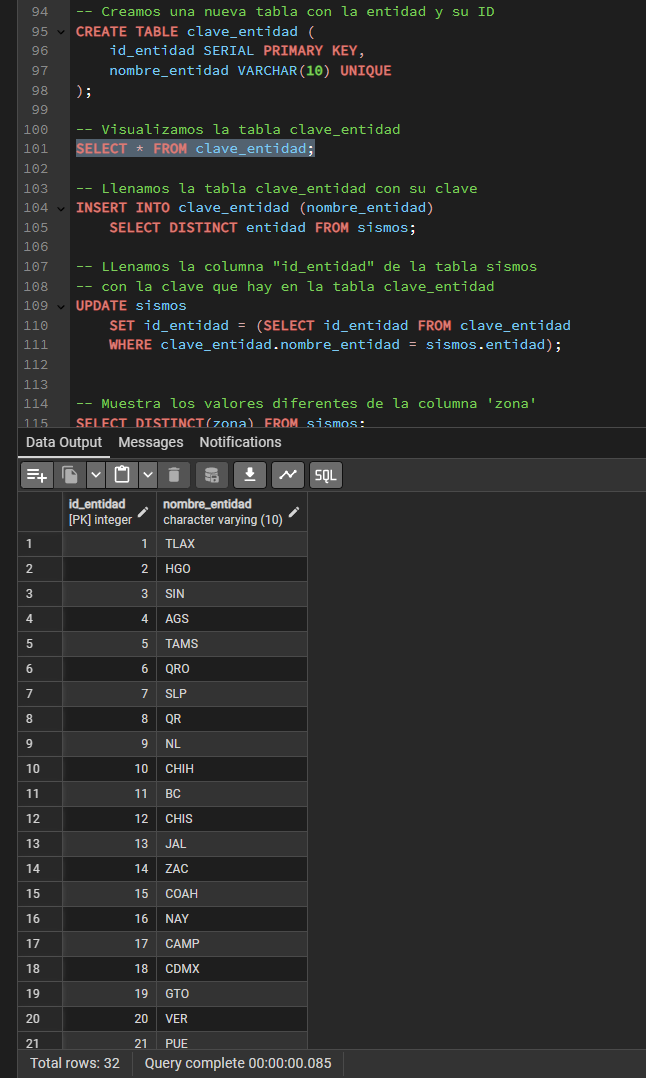 94 -- Creamos una nueva tabla con la entidad y su ID
95 CREATE TABLE clave_entidad (
96 id_entidad SERIAL PRIMARY KEY,
97 nombre_entidad VARCHAR(10) UNIQUE
98 );
99
100 -- Visualizamos la tabla clave_entidad
101 SELECT * FROM clave_entidad;
102
103 -- Llenamos la tabla clave_entidad con su clave
104 INSERT INTO clave_entidad (nombre_entidad)
105 SELECT DISTINCT entidad FROM sismos;
106
107 -- LLenamos la columna "id_entidad" de la tabla sismos
108 -- con la clave que hay en la tabla clave_entidad
109 UPDATE sismos
110 SET id_entidad = (SELECT id_entidad FROM clave_entidad
111 WHERE clave_entidad.nombre_entidad = sismos.entidad);
112
113
114 -- Muestra los valores diferentes de la columna 'zona'
115 SELECT DISTINCT(zona) FROM sismos;
Data Output Messages Notifications
SQL
id_entidad nombre_entidad
[PK] integer character varying (10)
1 1 TLAX
2 2 HGO
3 3 SIN
4 4 AGS
5 5 TAMS
6 6 QRO
7 7 SLP
8 8 QR
9 9 NL
10 10 CHIH
11 11 BC
12 12 CHIS
13 13 JAL
14 14 ZAC
15 15 COAH
16 16 NAY
17 17 CAMP
18 18 CDMX
19 19 GTO
20 20 VER
21 21 PUE
Total rows: 32 Query complete 00:00:00.085